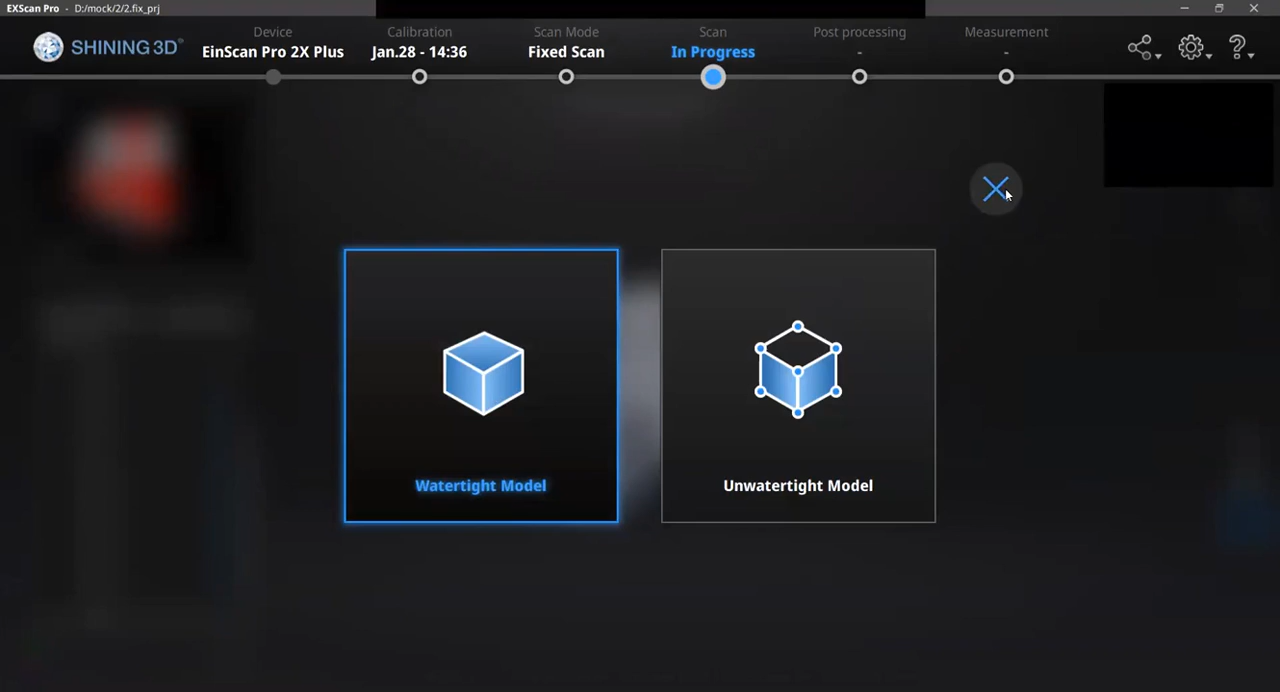 EXScan Pro - D:/mock/2/2.fix_prj
SHINING 3D®
Device
EinScan Pro 2X Plus
Calibration
Jan.28 - 14:36
Scan Mode
Fixed Scan
Scan
In Progress
Post processing
-
Measurement
-
Watertight Model
Unwatertight Model